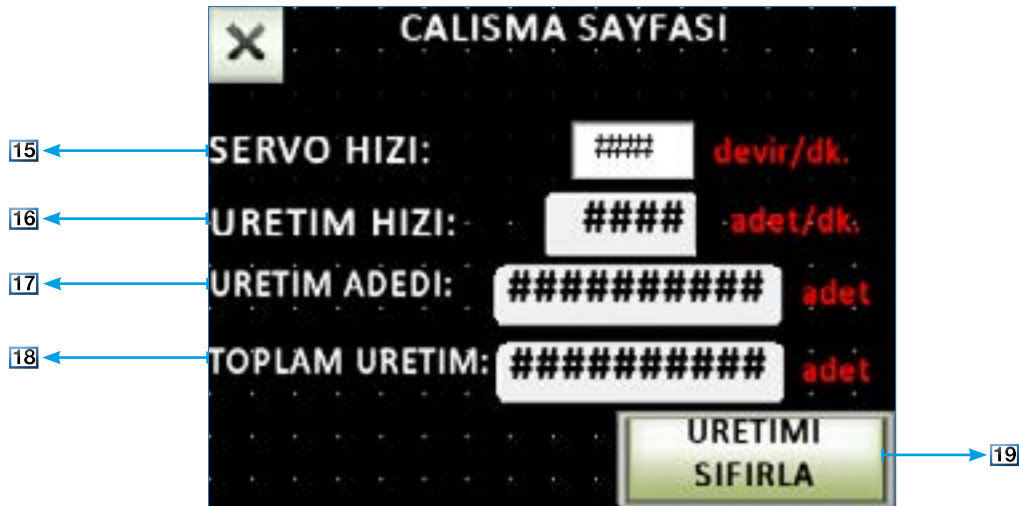 CALISMA SAYFASI
15 SERVO HIZI: ##### devir/dk.
16 URETIM HIZI: #### adet/dk.
17 URETIM ADEDI: ########## adet
18 TOPLAM URETIM: ########## adet
URETIMI
SIFIRLA
19